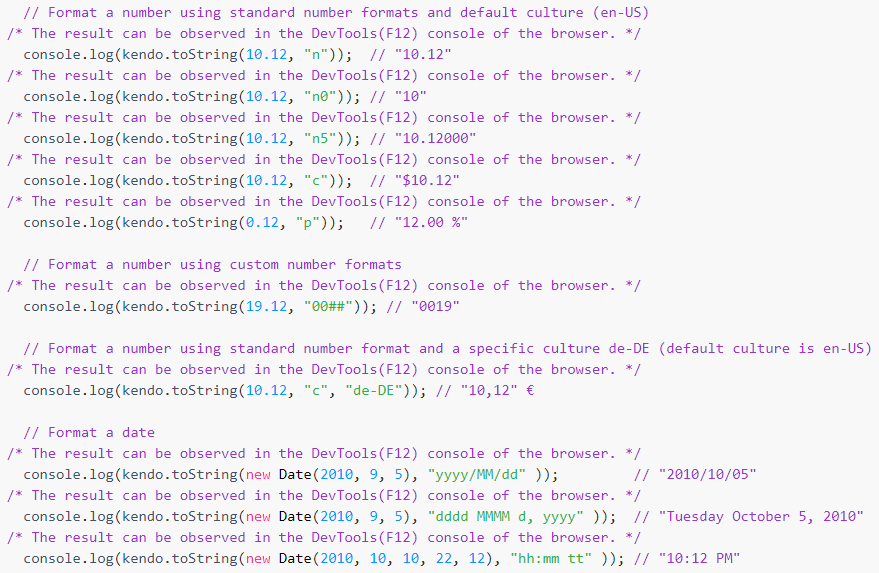 // Format a number using standard number formats and default culture (en-US)
/* The result can be observed in the DevTools(F12) console of the browser. */
  console.log(kendo.toString(10.12, "n"));  // "10.12"
/* The result can be observed in the DevTools(F12) console of the browser. */
  console.log(kendo.toString(10.12, "n0")); // "10"
/* The result can be observed in the DevTools(F12) console of the browser. */
  console.log(kendo.toString(10.12, "n5")); // "10.12000"
/* The result can be observed in the DevTools(F12) console of the browser. */
  console.log(kendo.toString(10.12, "c"));  // "$10.12"
/* The result can be observed in the DevTools(F12) console of the browser. */
  console.log(kendo.toString(0.12, "p"));   // "12.00 %"

  // Format a number using custom number formats
/* The result can be observed in the DevTools(F12) console of the browser. */
  console.log(kendo.toString(19.12, "00##")); // "0019"

  // Format a number using standard number format and a specific culture de-DE (default culture is en-US)
/* The result can be observed in the DevTools(F12) console of the browser. */
  console.log(kendo.toString(10.12, "c", "de-DE")); // "10,12" €

  // Format a date
/* The result can be observed in the DevTools(F12) console of the browser. */
  console.log(kendo.toString(new Date(2010, 9, 5), "yyyy/MM/dd" ));         // "2010/10/05"
/* The result can be observed in the DevTools(F12) console of the browser. */
  console.log(kendo.toString(new Date(2010, 9, 5), "dddd MMMM d, yyyy" ));  // "Tuesday October 5, 2010"
/* The result can be observed in the DevTools(F12) console of the browser. */
  console.log(kendo.toString(new Date(2010, 10, 10, 22, 12), "hh:mm tt" )); // "10:12 PM"